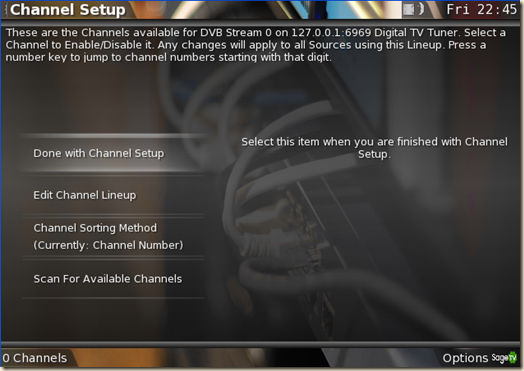 Channel Setup
Fri 22:45
These are the Channels available for DVB Stream 0 on 127.0.0.1:6969 Digital TV Tuner. Select a
Channel to Enable/Disable it. Any changes will apply to all Sources using this Lineup. Press a
number key to jump to channel numbers starting with that digit.
Done with Channel Setup
Select this item when you are finished with Channel
Setup.
Edit Channel Lineup
Channel Sorting Method
(Currently: Channel Number)
Scan For Available Channels
0 Channels
Options SageTV